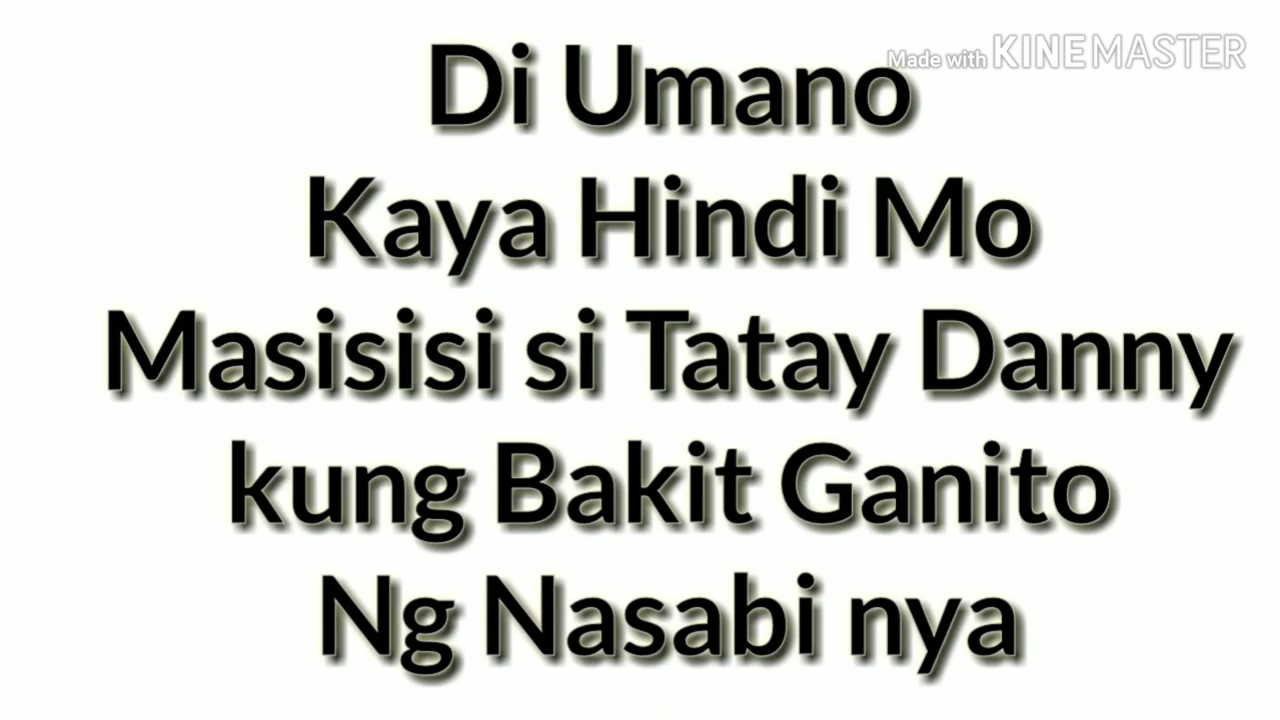 Made with KINEMASTER
Di Umano
Kaya Hindi Mo
Masisisi si Tatay Danny
kung Bakit Ganito
Ng Nasabi nya